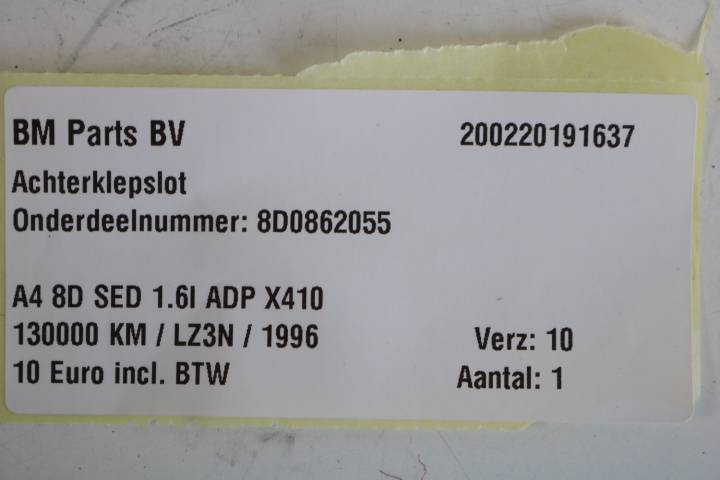 BM Parts BV 200220191637
Achterklepslot
Onderdeelnummer: 8D0862055
A4 8D SED 1.6I ADP X410
130000 KM / LZ3N / 1996 Verz: 10
10 Euro incl. BTW Aantal: 1